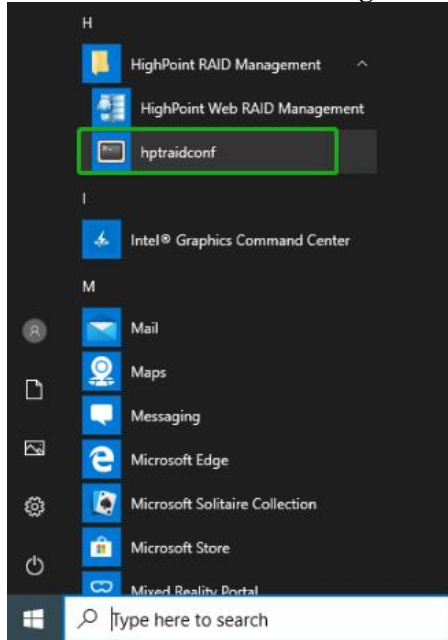 H
HighPoint RAID Management
HighPoint Web RAID Management
hptraidconf
I
Intel® Graphics Command Center
M
Mail
Maps
Messaging
Microsoft Edge
Microsoft Solitaire Collection
Microsoft Store
Mixed Reality Portal
Type here to search